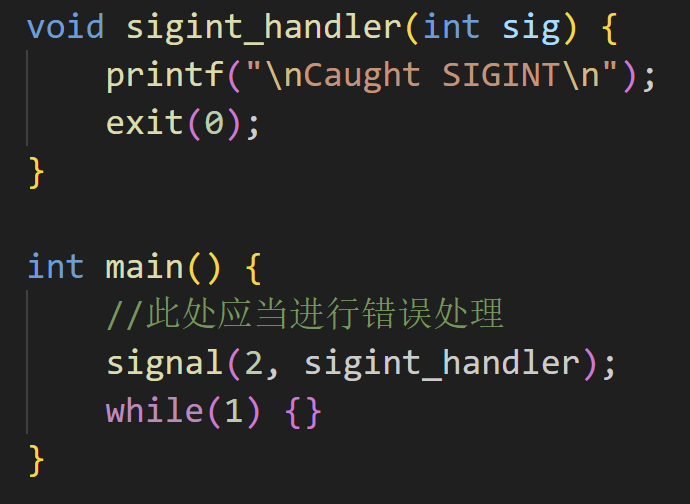 void sigint_handler(int sig) {
    printf("\nCaught SIGINT\n");
    exit(0);
}

int main() {
    //此处应当进行错误处理
    signal(2, sigint_handler);
    while(1) {}
}